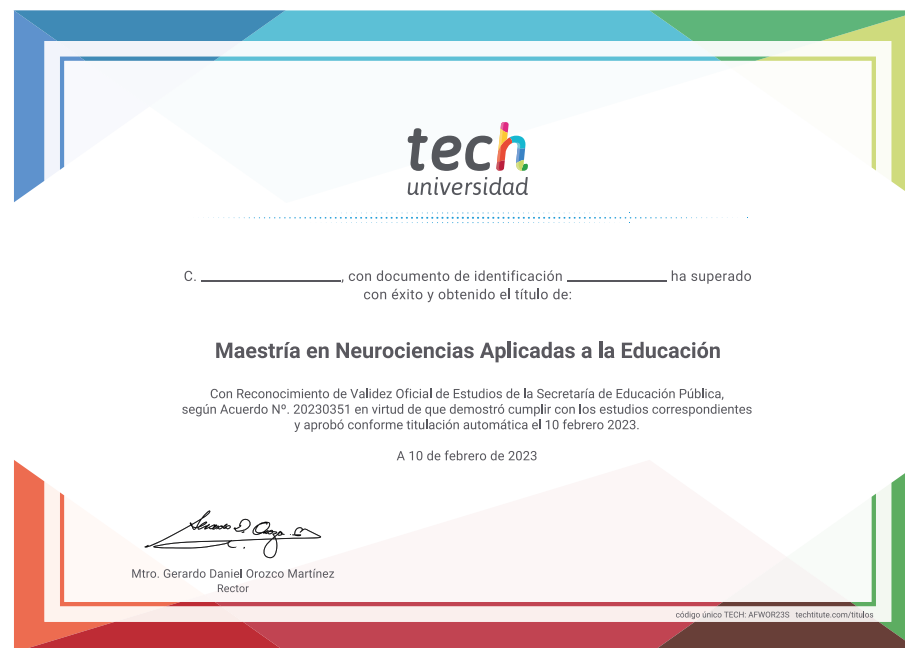 tech
universidad
C. ____________________, con documento de identificación ______________ ha superado
con éxito y obtenido el título de:
Maestría en Neurociencias Aplicadas a la Educación
Con Reconocimiento de Validez Oficial de Estudios de la Secretaría de Educación Pública,
según Acuerdo Nº. 20230351 en virtud de que demostró cumplir con los estudios correspondientes
y aprobó conforme titulación automática el 10 febrero 2023.
A 10 de febrero de 2023
Mtro. Gerardo Daniel Orozco Martínez
Rector
código único TECH: AFWOR23S techtitute.com/titulos